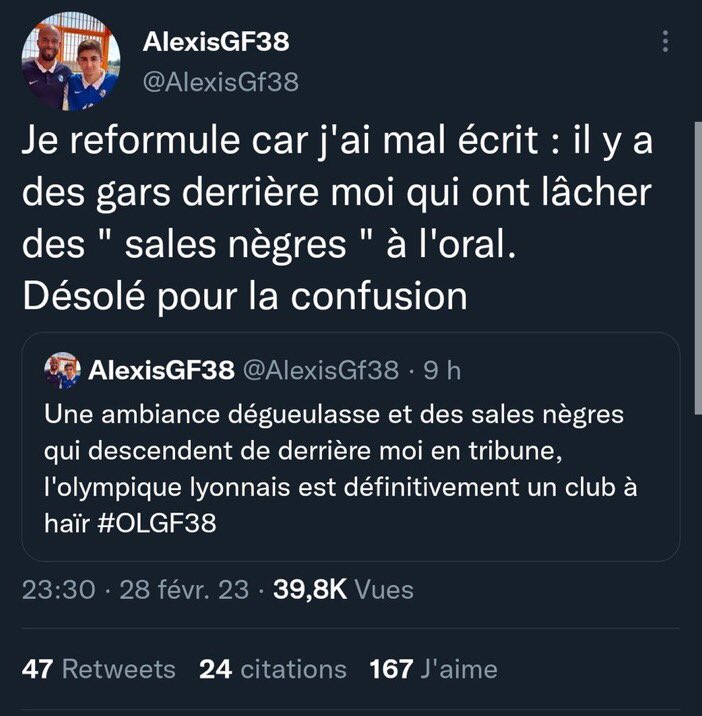 AlexisGF38
@AlexisGf38
Je reformule car j'ai mal écrit : il y a
des gars derrière moi qui ont lâcher
des " sales nègres " à l'oral.
Désolé pour la confusion
AlexisGF38 @AlexisGf38 · 9 h
Une ambiance dégueulasse et des sales nègres
qui descendent de derrière moi en tribune,
l'olympique lyonnais est définitivement un club à
haïr #OLGF38
23:30 · 28 févr. 23 · 39,8K Vues
47 Retweets 24 citations 167 J'aime